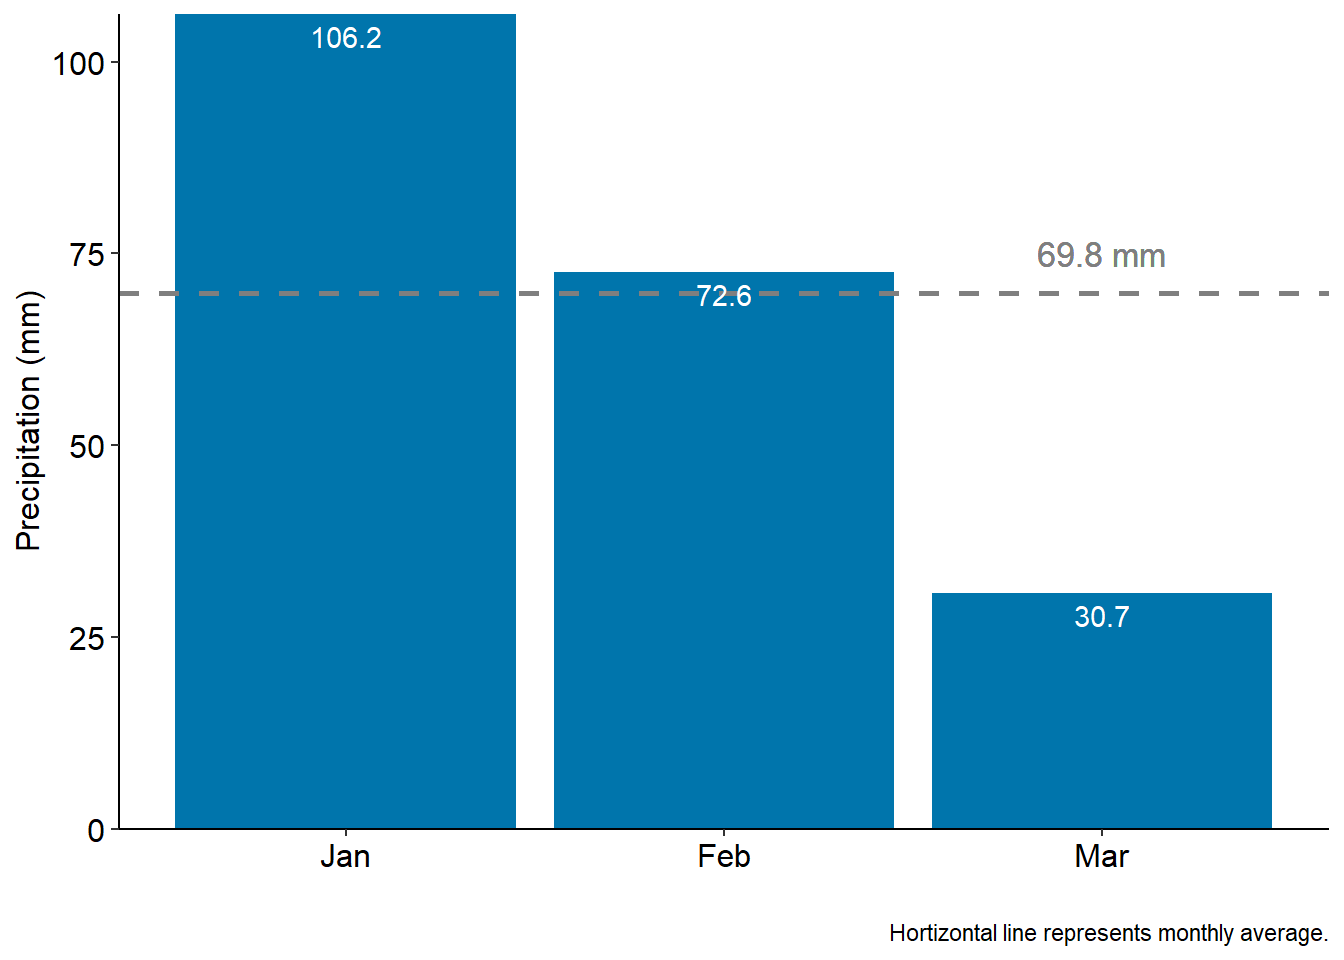 106.2
100
75
69.8 mm
72.6
Precipitation (mm)
50
30.7
25
0
Jan Feb Mar
Hortizontal line represents monthly average.